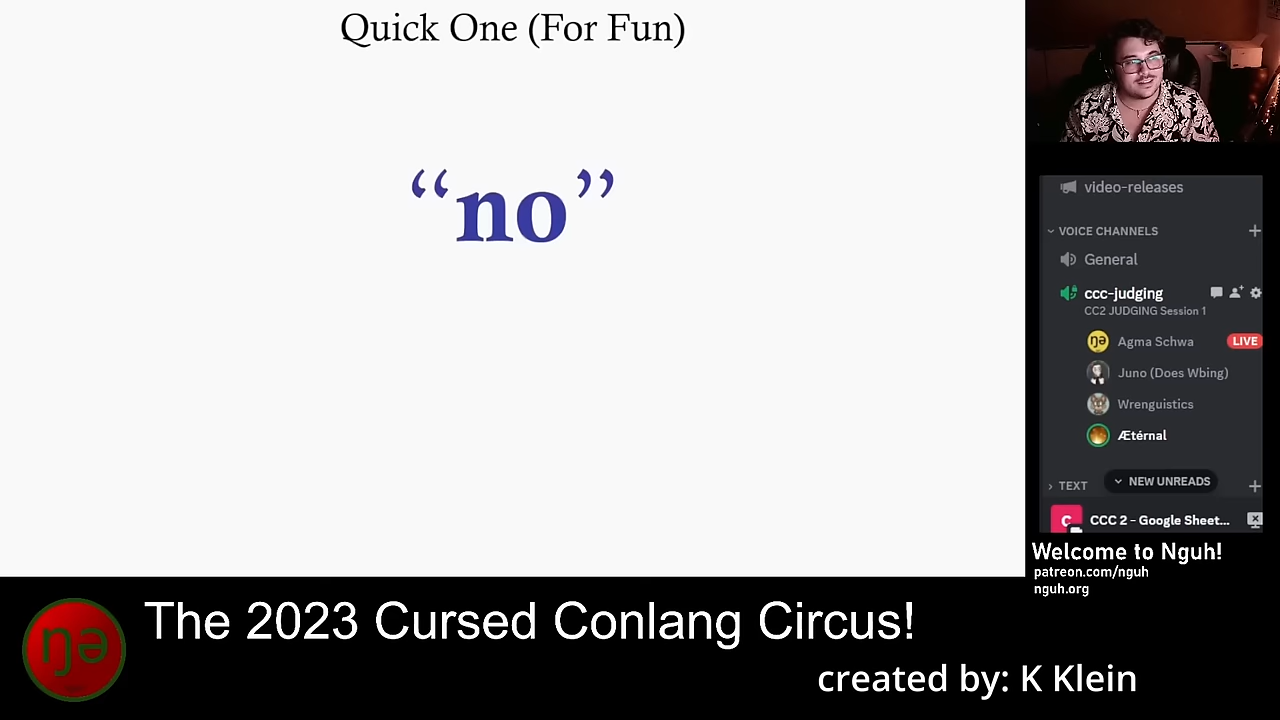 Quick One (For Fun)
“no”
video-releases
VOICE CHANNELS
General
ccc-judging
CC2 JUDGING Session 1
ŋə
Agma Schwa
LIVE
Juno (Does Wbing)
Wrenguistics
Ætérnal
TEXT
NEW UNREADS
C
CCC 2 - Google Sheet...
Welcome to Nguh!
patreon.com/nguh
nguh.org
ŋə
The 2023 Cursed Conlang Circus!
created by: K Klein